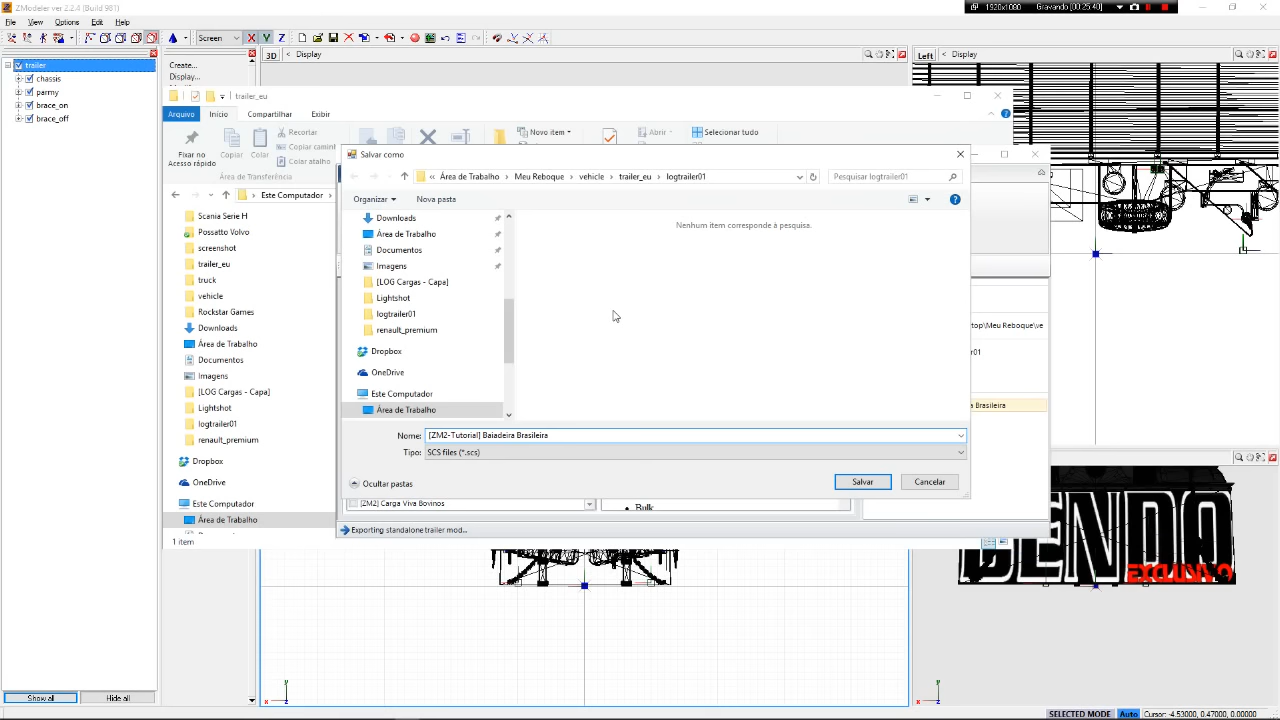 ZModeler ver 2.2.4 [Build 981]
1920x1080 Gravando [00:25:40]
File View Options Edit Help
Screen X Y Z
3D < Display
Left < Display
trailer
chassis
parmy
brace_on
brace_off
Create...
Display...
trailer_eu
Arquivo Início Compartilhar Exibir
Fixar no
Acesso rápido
Copiar
Colar
Recortar
Copiar caminh
Colar atalho
Novo item
Abrir
Selecionar tudo
Área de Transferência
Este Computador
Scania Serie H
Possatto Volvo
screenshot
trailer_eu
truck
vehicle
Rockstar Games
Downloads
Área de Trabalho
Documentos
Imagens
[LOG Cargas - Capa]
Lightshot
logtrailer01
renault_premium
Dropbox
OneDrive
Este Computador
Área de Trabalho
1 item
Salvar como
« Área de Trabalho > Meu Reboque > vehicle > trailer_eu > logtrailer01
Pesquisar logtrailer01
Organizar Nova pasta
Downloads
Área de Trabalho
Documentos
Imagens
[LOG Cargas - Capa]
Lightshot
logtrailer01
renault_premium
Dropbox
OneDrive
Este Computador
Área de Trabalho
Nenhum item corresponde à pesquisa.
Nome: [ZM2-Tutorial] Baiadeira Brasileira
Tipo: SCS files (*.scs)
Ocultar pastas
Salvar
Cancelar
top\Meu Reboque\ve
r01
a Brasileira
[ZM2] Carga Viva Bovinos
Bulk
Exporting standalone trailer mod...
BENDO
EXCLUSIVO
Show all
Hide all
SELECTED MODE Auto Cursor: -4.53000, 0.47000, 0.00000